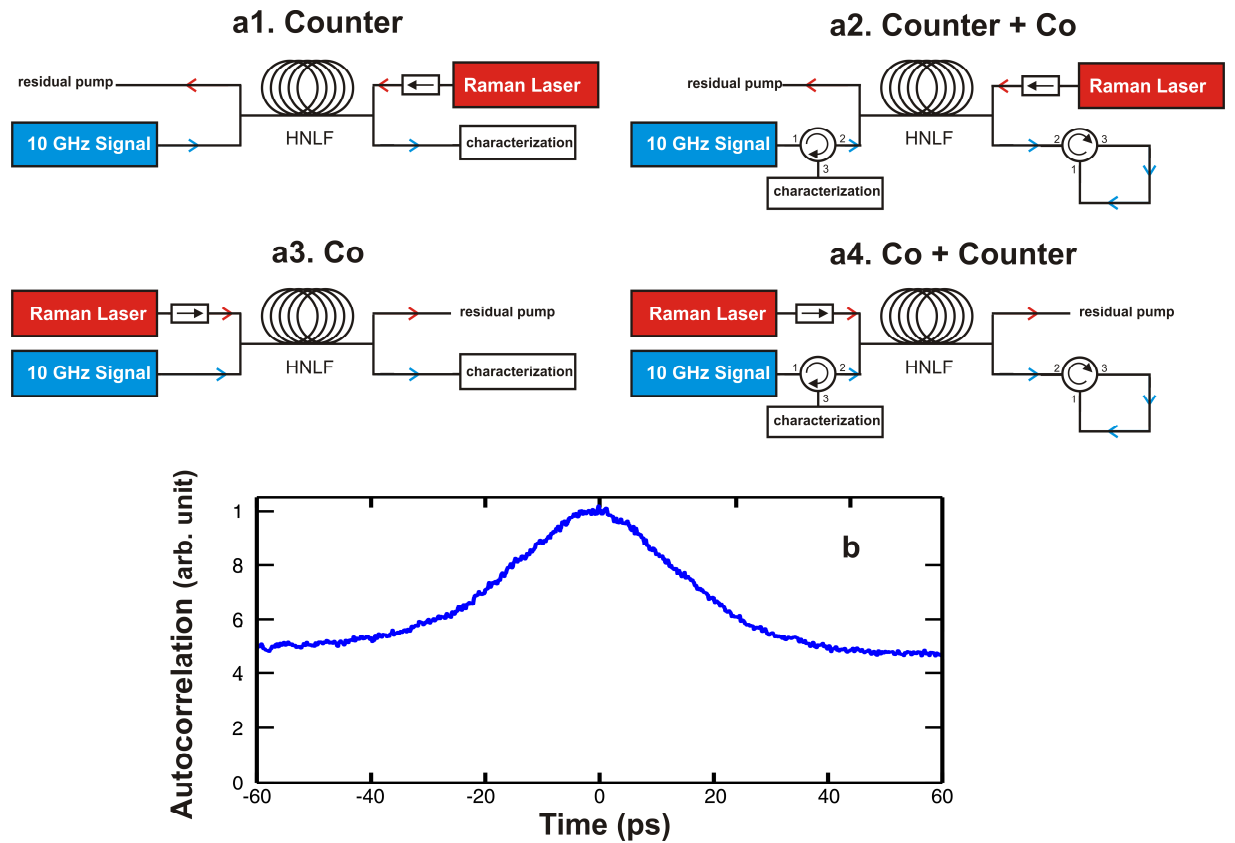 a1. Counter
residual pump
Raman Laser
10 GHz Signal
HNLF
characterization
a2. Counter + Co
residual pump
Raman Laser
10 GHz Signal
1
2
3
HNLF
2
3
1
characterization
a3. Co
Raman Laser
residual pump
10 GHz Signal
HNLF
characterization
a4. Co + Counter
Raman Laser
residual pump
10 GHz Signal
1
2
3
HNLF
2
3
1
characterization
Autocorrelation (arb. unit)
1
8
6
4
2
0
b
-60 -40 -20 0 20 40 60
Time (ps)